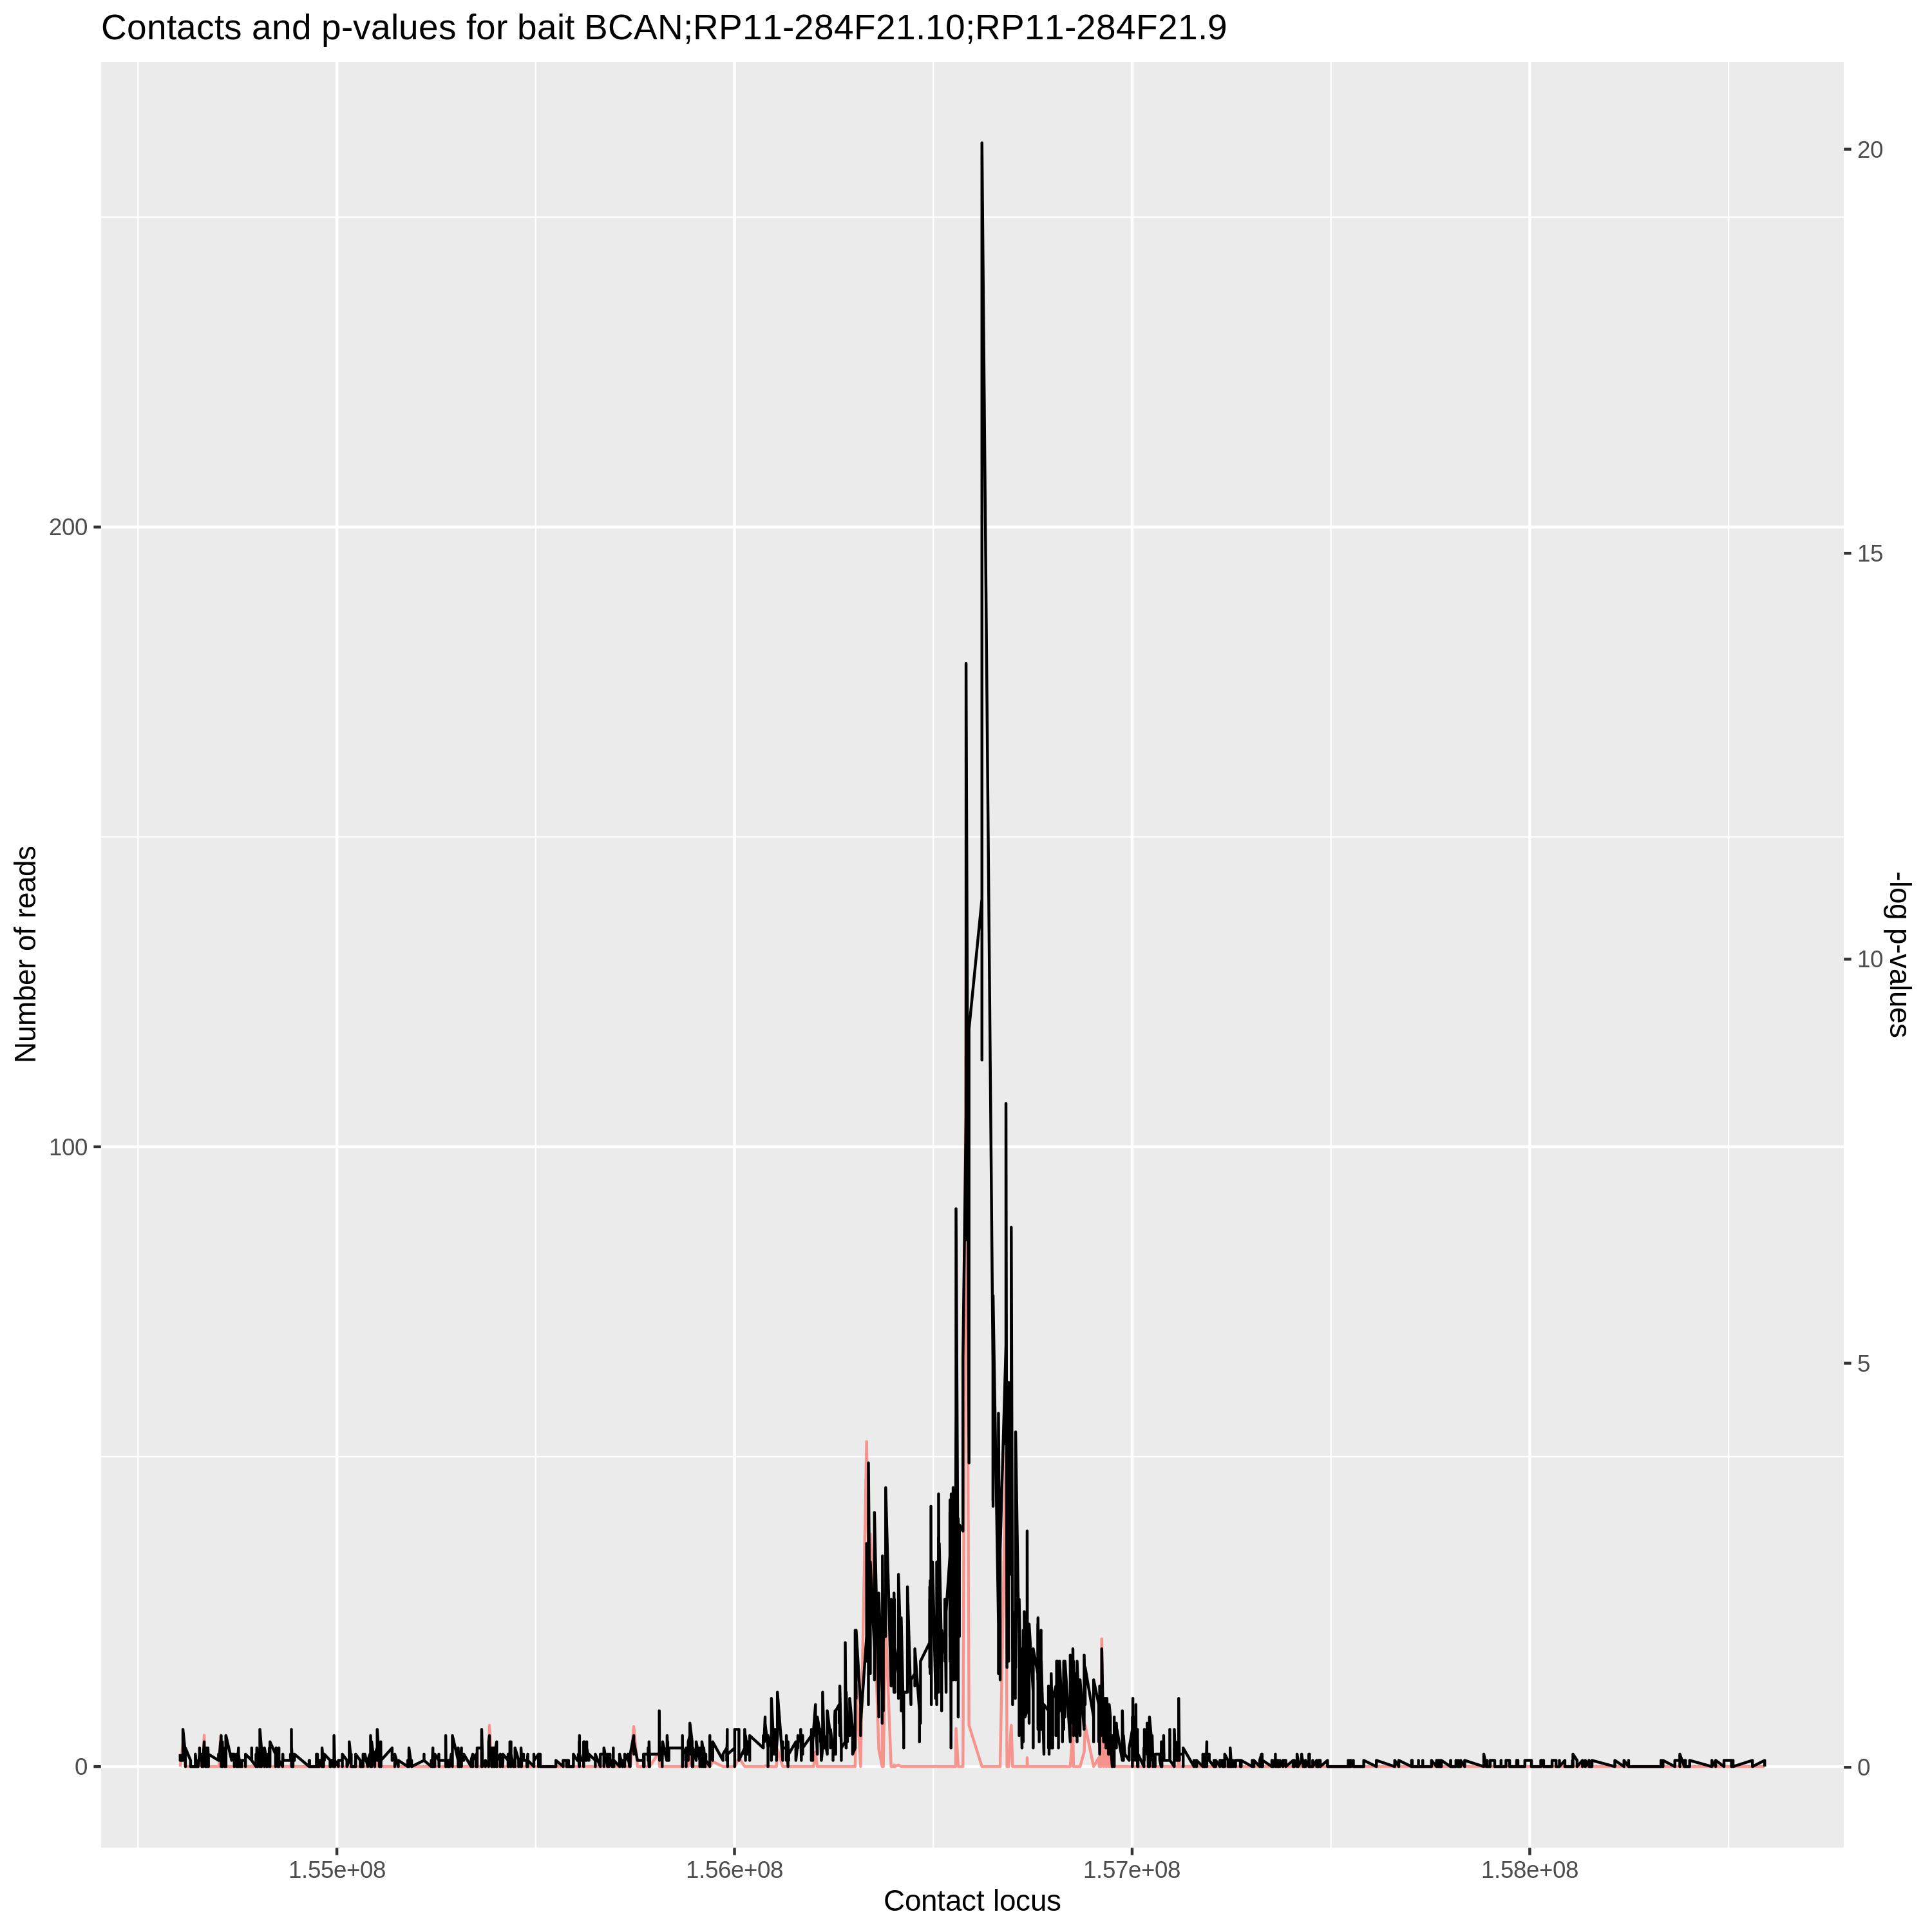 Contacts and p-values for bait BCAN;RP11-284F21.10;RP11-284F21.9
Number of reads
200
100
0
20
15
10
5
0
-log p-values
1.55e+08 1.56e+08 1.57e+08 1.58e+08
Contact locus